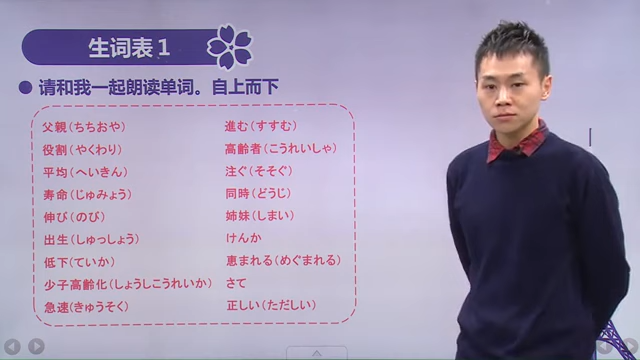 生词表1
请和我一起朗读单词。自上而下
父親(ちちおや)
役割(やくわり)
平均(へいきん)
寿命(じゅみょう)
伸び(のび)
出生(しゅっしょう)
低下(ていか)
少子高齢化(しょうしこうれいか)
急速(きゅうそく)
進む(すすむ)
高齢者(こうれいしゃ)
注ぐ(そそぐ)
同時(どうじ)
姉妹(しまい)
けんか
恵まれる(めぐまれる)
さて
正しい(ただしい)